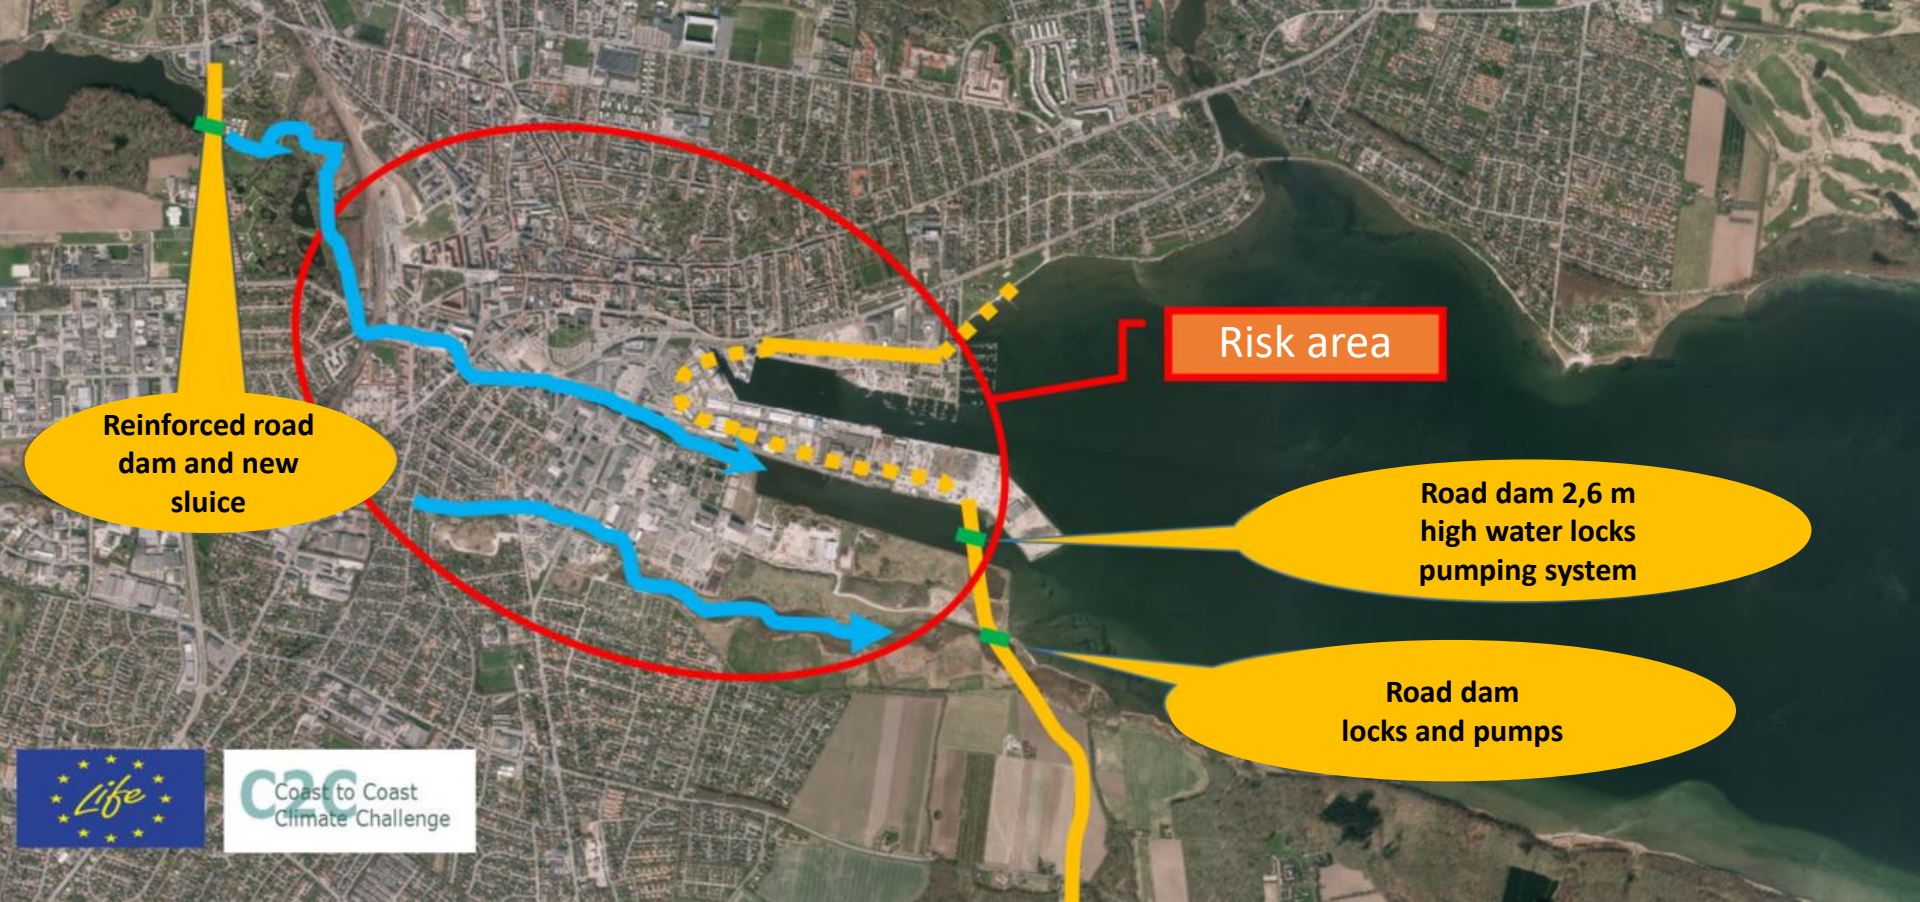 Risk area
Reinforced road
dam and new
sluice
Road dam 2,6 m
high water locks
pumping system
Road dam
locks and pumps
Life
C2C
Coast to Coast
Climate Challenge